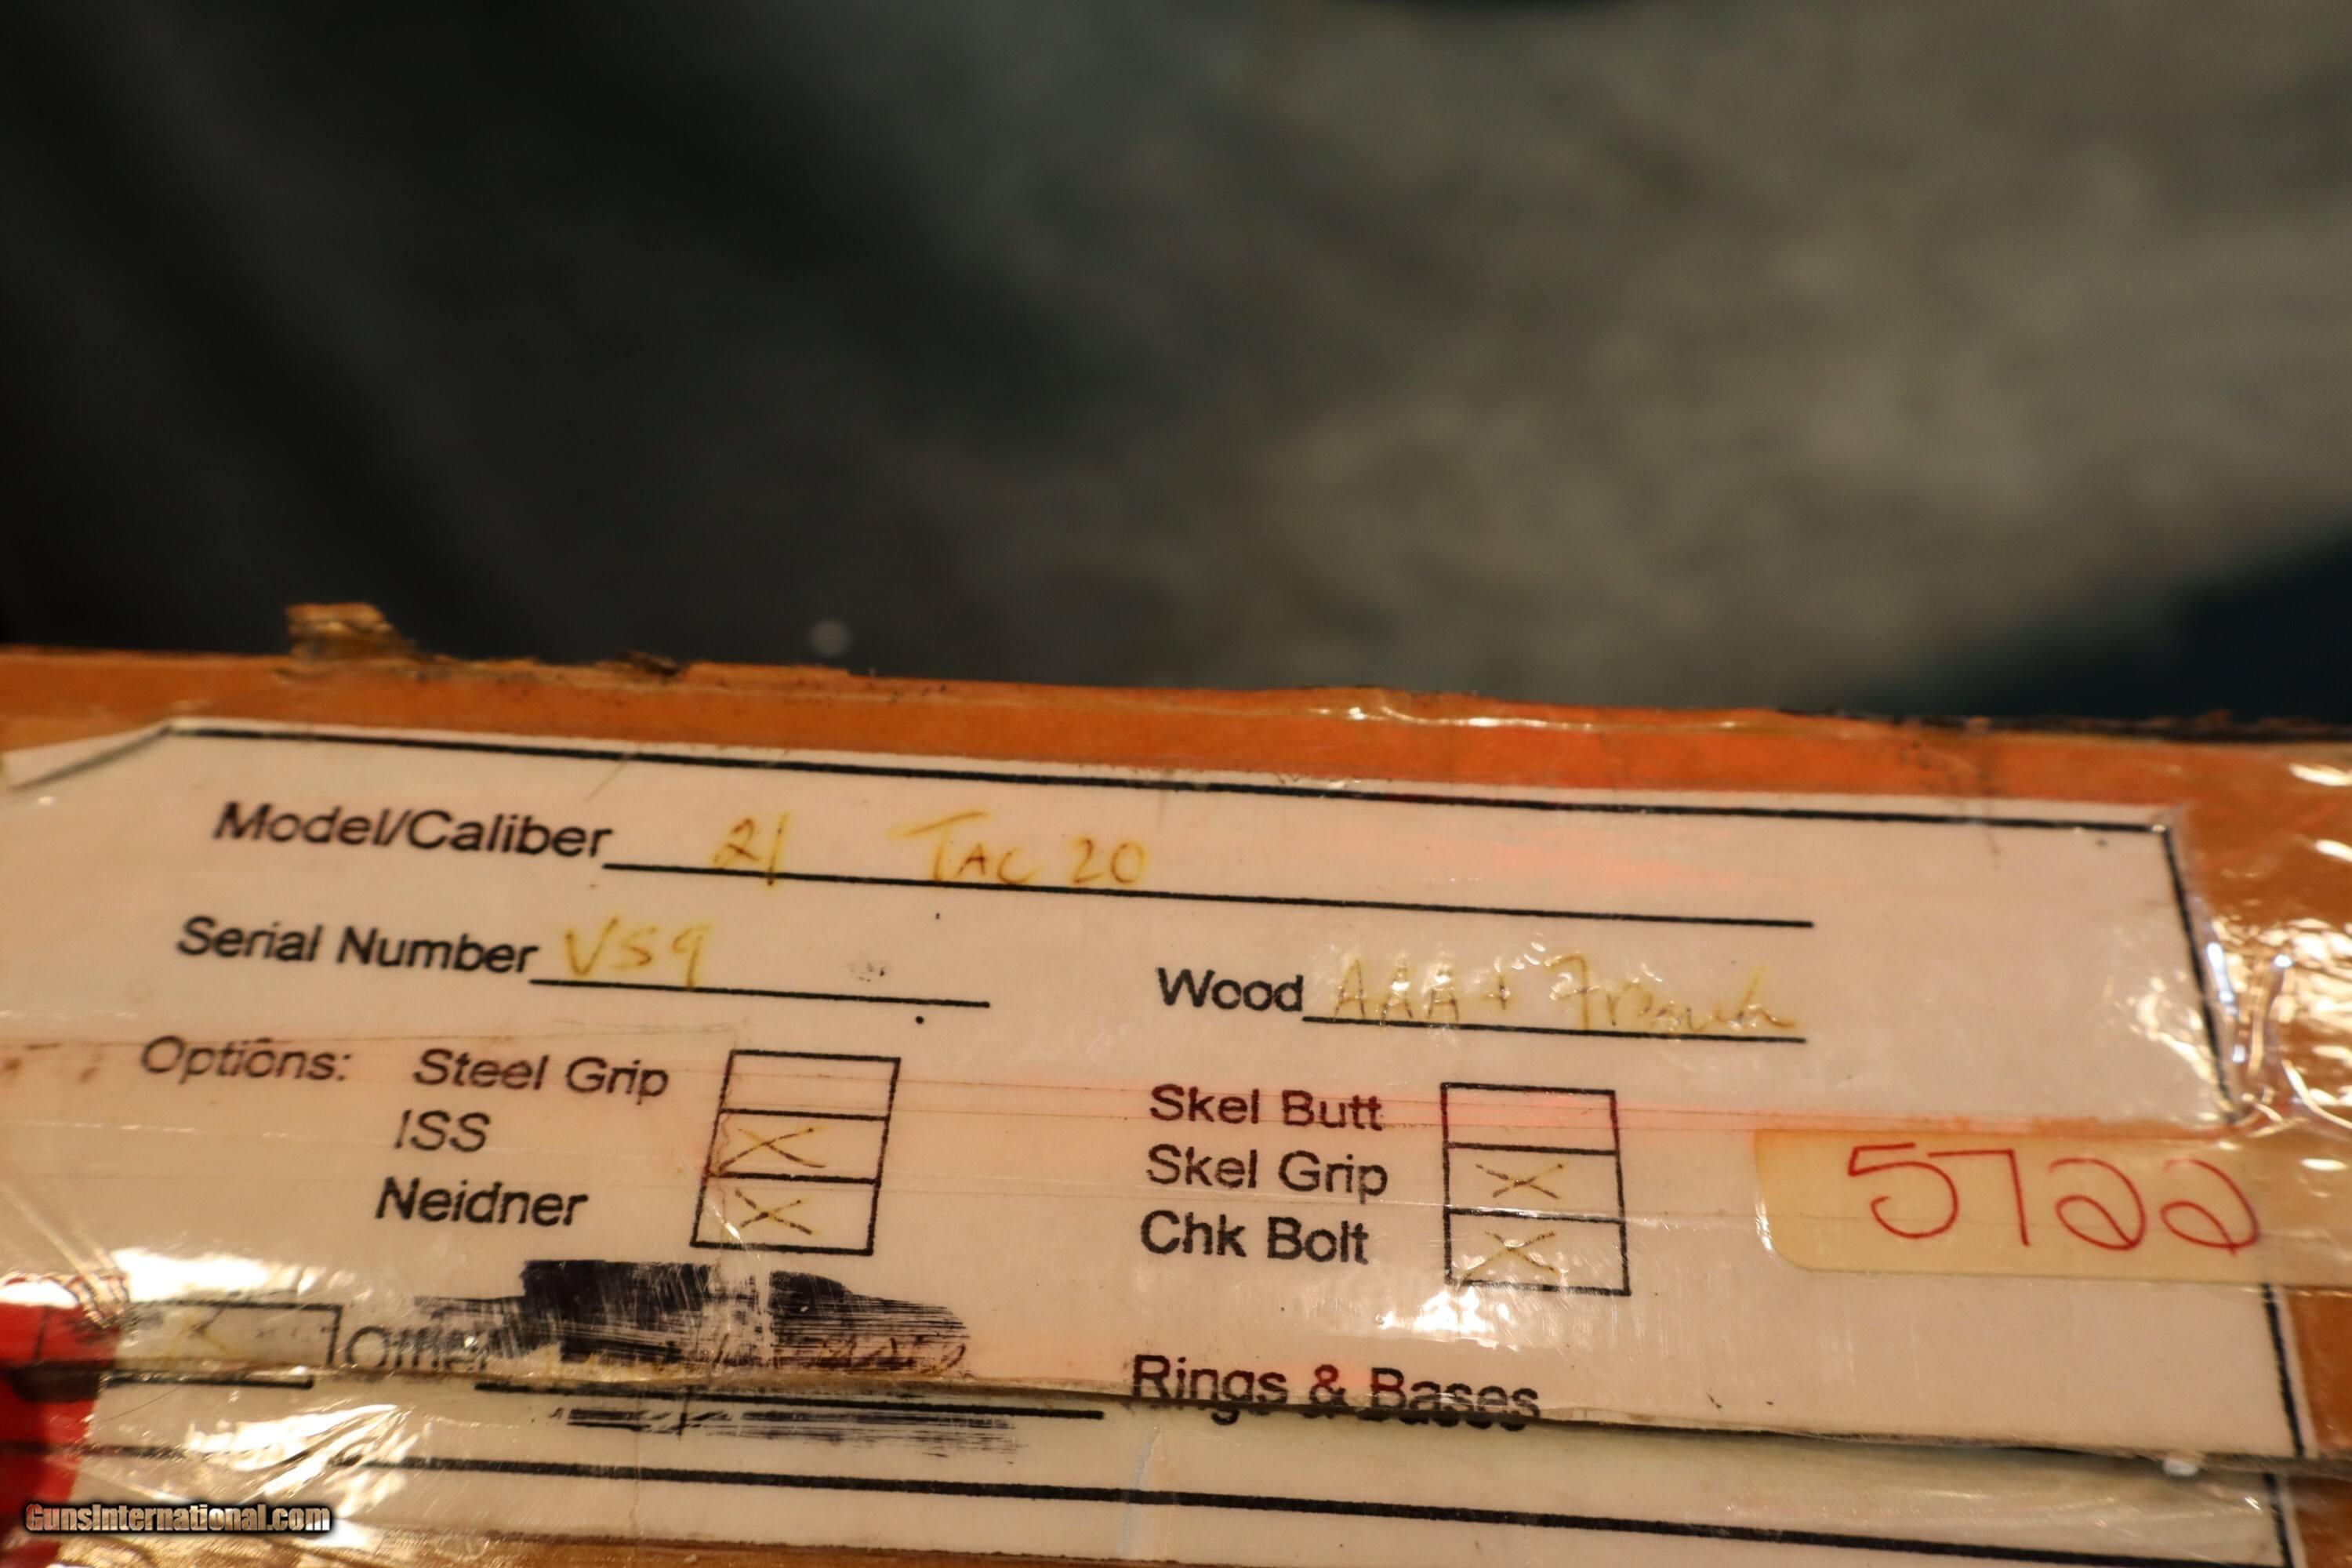 Model/Caliber 21 TAC 20
Serial Number VS9
Wood AAA+ French
Options: Steel Grip
ISS X
Neidner X
Skel Butt
Skel Grip X
Chk Bolt X
5722
X Other
Rings & Bases
GunsInternational.com